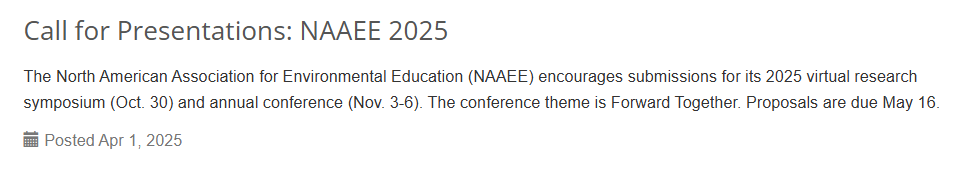 Call for Presentations: NAAEE 2025
The North American Association for Environmental Education (NAAEE) encourages submissions for its 2025 virtual research
symposium (Oct. 30) and annual conference (Nov. 3-6). The conference theme is Forward Together. Proposals are due May 16.
Posted Apr 1, 2025